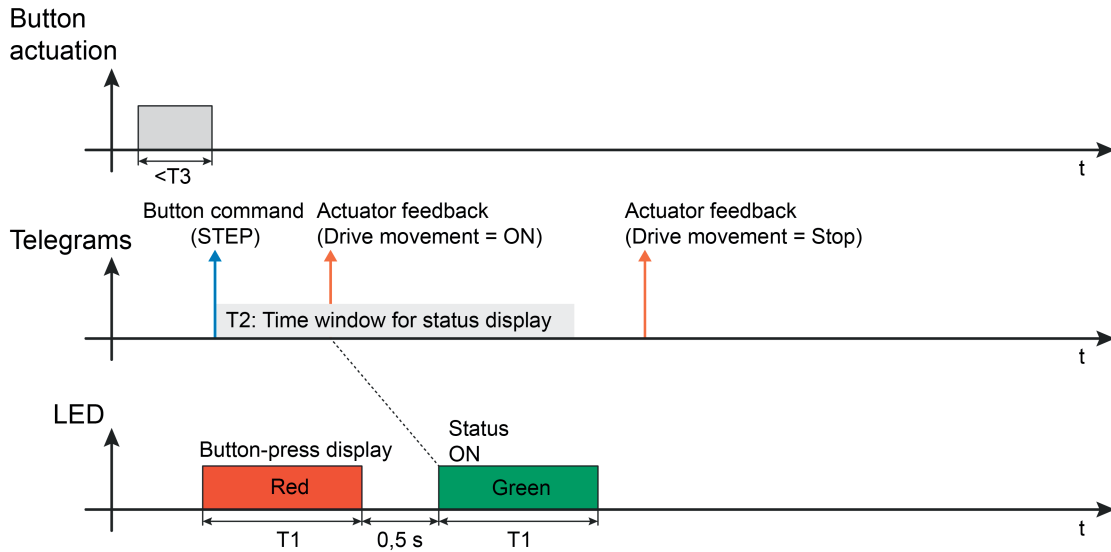 Button
actuation
<T3
t
Button command
(STEP)
Actuator feedback
(Drive movement = ON)
Actuator feedback
(Drive movement = Stop)
Telegrams
T2: Time window for status display
t
LED
Button-press display
Status
ON
Red
Green
T1
0,5 s
T1
t